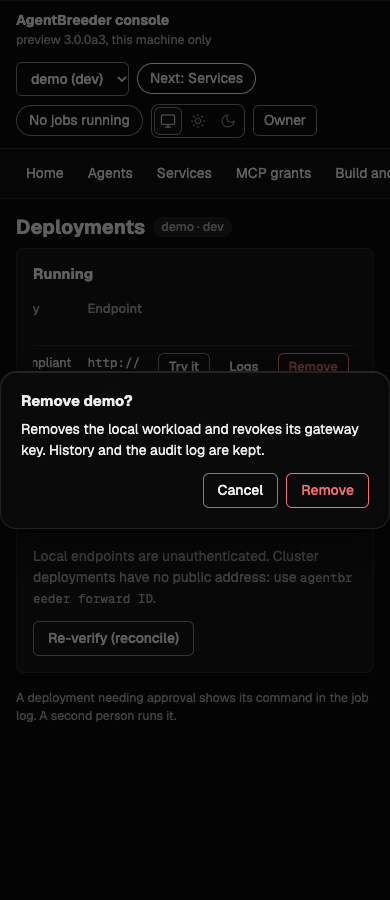 AgentBreeder console
preview 3.0.0a3, this machine only
demo (dev) Next: Services
No jobs running Owner
Home Agents Services MCP grants Build and
Deployments demo · dev
Running
y Endpoint
npliant http:// Try it Logs Remove
Remove demo?
Removes the local workload and revokes its gateway
key. History and the audit log are kept.
Cancel Remove
Local endpoints are unauthenticated. Cluster
deployments have no public address: use agentbr
eeder forward ID.
Re-verify (reconcile)
A deployment needing approval shows its command in the job
log. A second person runs it.